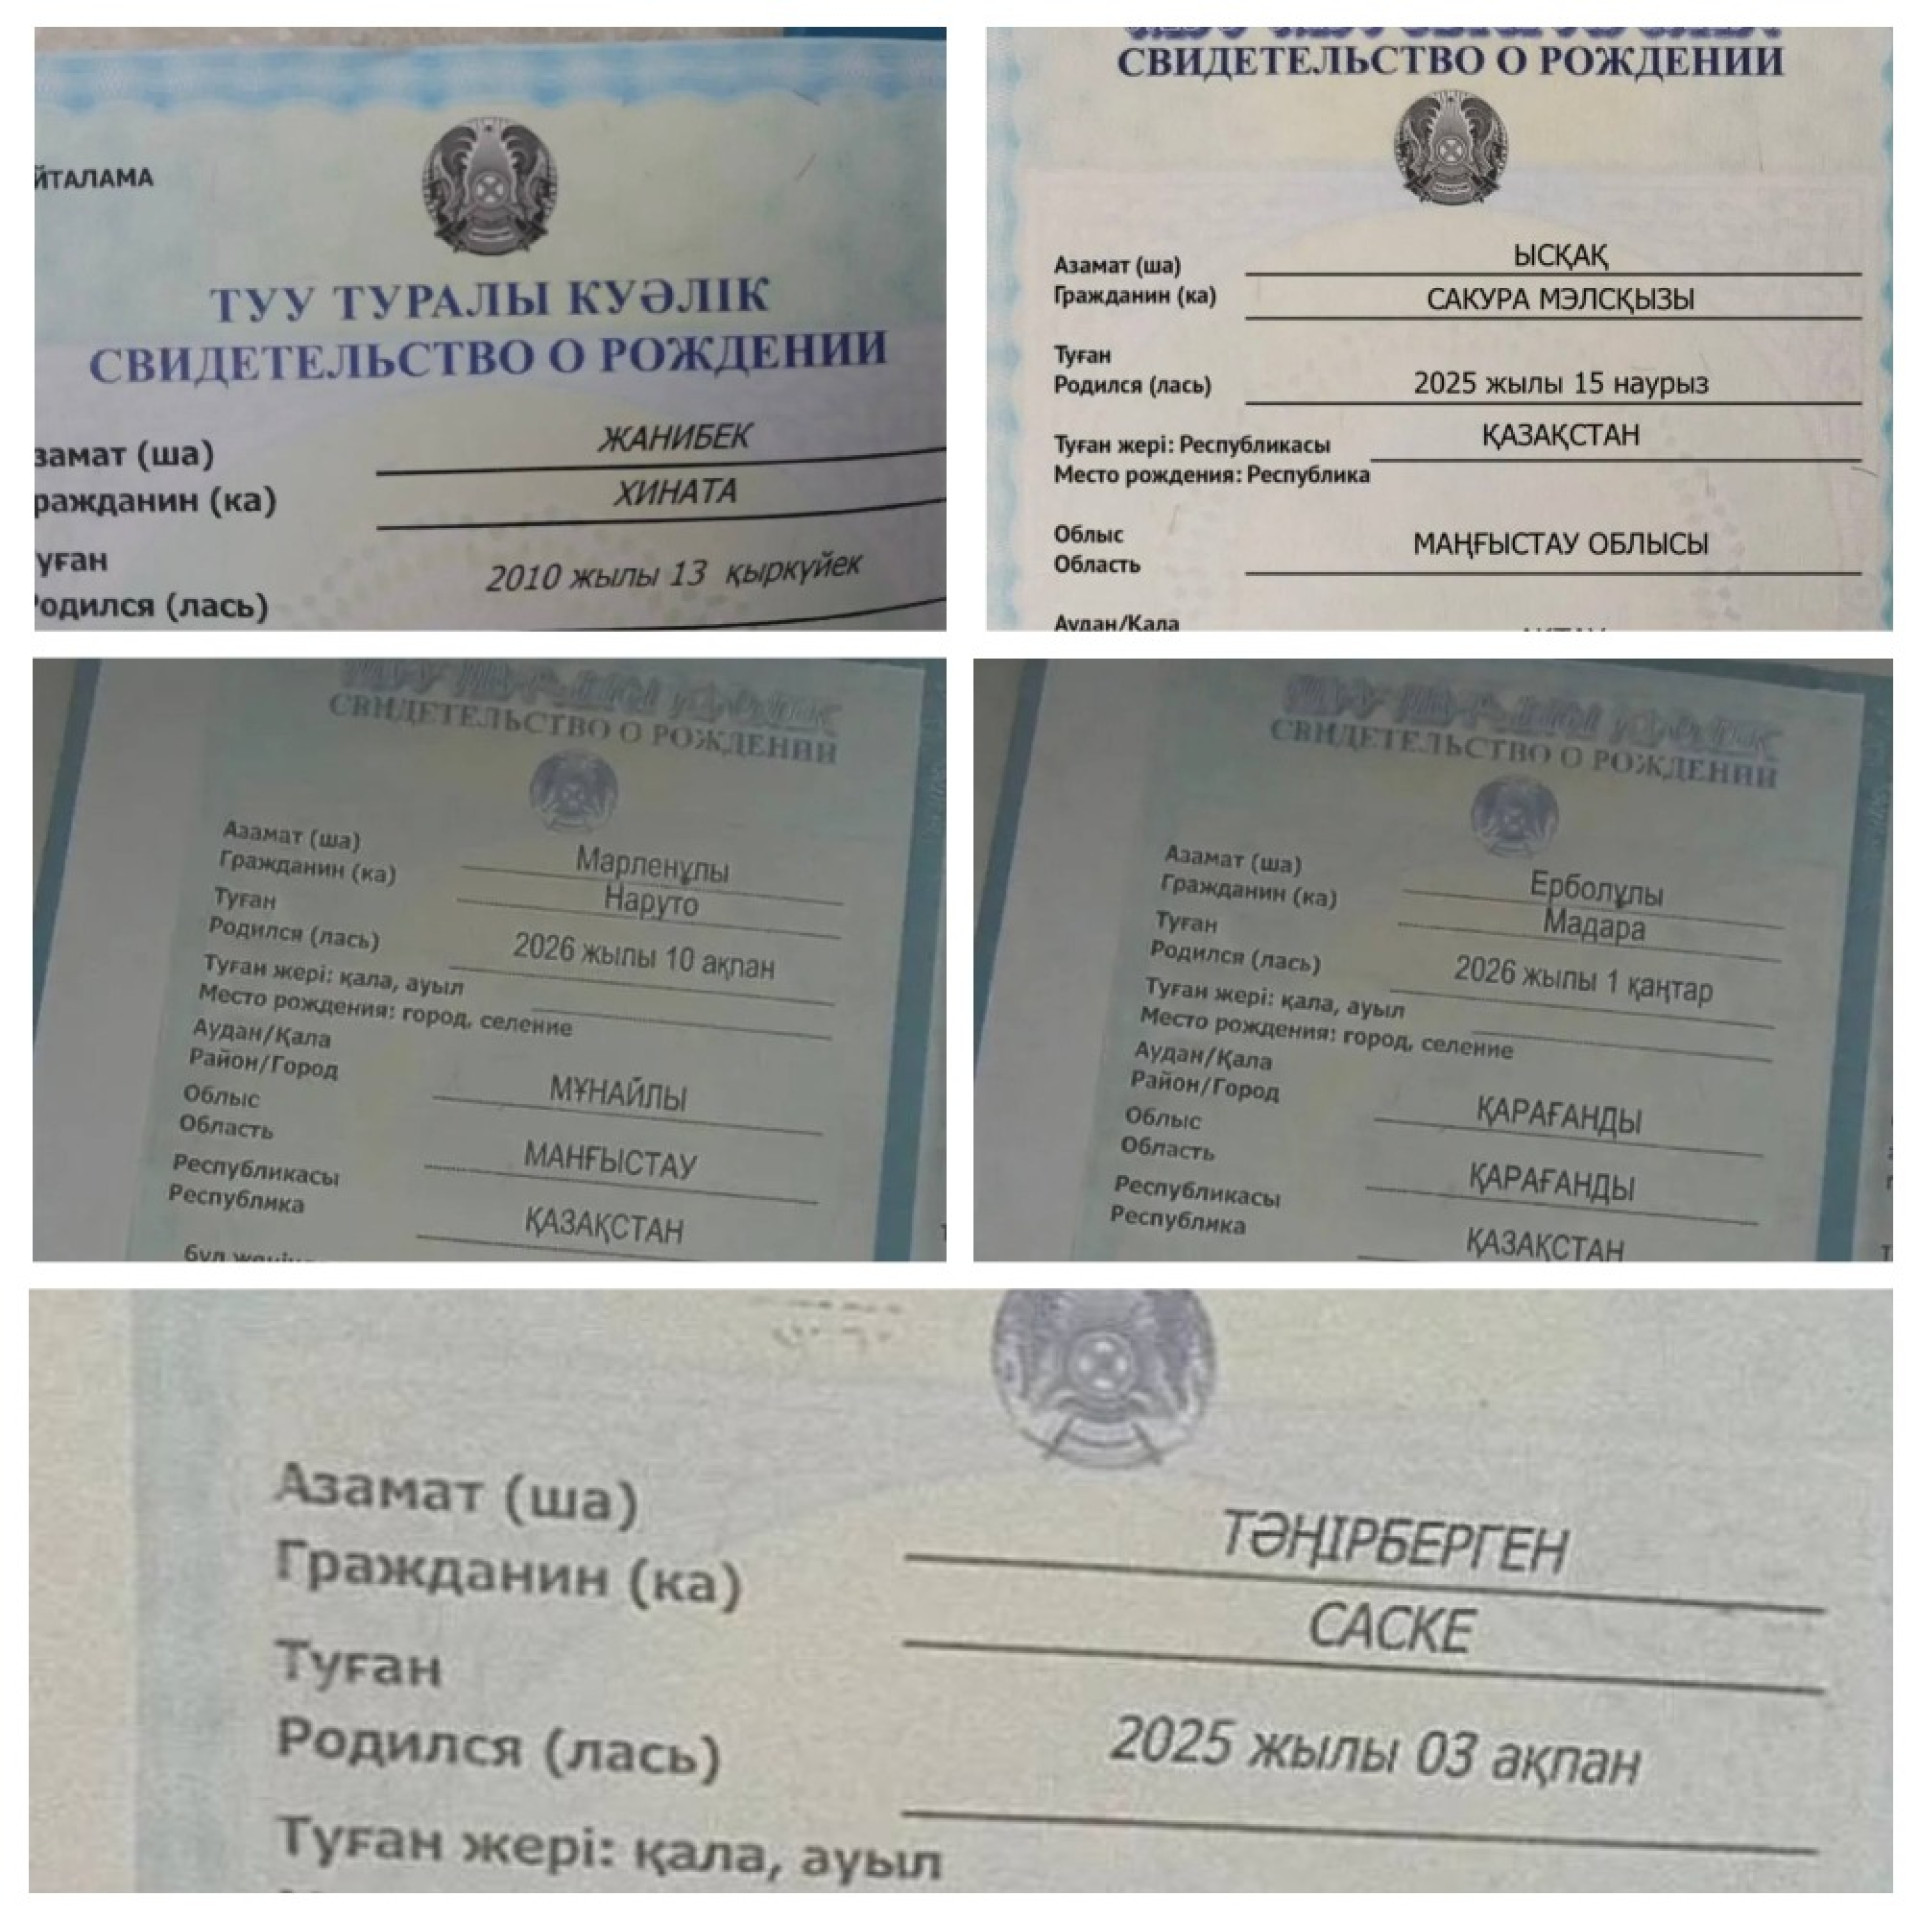 ЙТАЛАМА
ТУУ ТУРАЛЫ КУӘЛІК
СВИДЕТЕЛЬСТВО О РОЖДЕНИИ
замат (ша)
ЖАНИБЕК
ражданин (ка)
ХИНАТА
уған
2010 жылы 13 қыркүйек
Родился (лась)
СВИДЕТЕЛЬСТВО О РОЖДЕНИИ
Азамат (ша)
ЫСҚАҚ
Гражданин (ка)
САКУРА МЭЛСҚЫЗЫ
Туған
Родился (лась)
2025 жылы 15 наурыз
Туған жері: Республикасы
ҚАЗАҚСТАН
Место рождения: Республика
Облыс
МАҢҒЫСТАУ ОБЛЫСЫ
Область
Аудан/Қала
СВИДЕТЕЛЬСТВО О РОЖДЕНИИ
Азамат (ша)
Марленұлы
Гражданин (ка)
Наруто
Туған
Родился (лась)
2026 жылы 10 ақпан
Туған жері: қала, ауыл
Место рождения: город, селение
Аудан/Қала
Район/Город
МҰНАЙЛЫ
Облыс
Область
МАНҒЫСТАУ
Республикасы
Республика
ҚАЗАҚСТАН
СВИДЕТЕЛЬСТВО О РОЖДЕНИИ
Азамат (ша)
Ерболұлы
Гражданин (ка)
Мадара
Туған
Родился (лась)
2026 жылы 1 қаңтар
Туған жері: қала, ауыл
Место рождения: город, селение
Аудан/Қала
Район/Город
ҚАРАҒАНДЫ
Облыс
Область
ҚАРАҒАНДЫ
Республикасы
Республика
ҚАЗАҚСТАН
Азамат (ша)
ТӘҢІРБЕРГЕН
Гражданин (ка)
САСКЕ
Туған
Родился (лась)
2025 жылы 03 ақпан
Туған жері: қала, ауыл